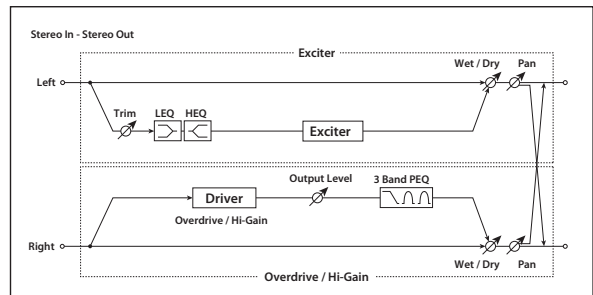 Stereo In - Stereo Out
Exciter
Wet / Dry Pan
Left
Trim LEQ HEQ
Exciter
Output Level 3 Band PEQ
Driver
Overdrive / Hi-Gain
Right
Wet / Dry Pan
Overdrive / Hi-Gain